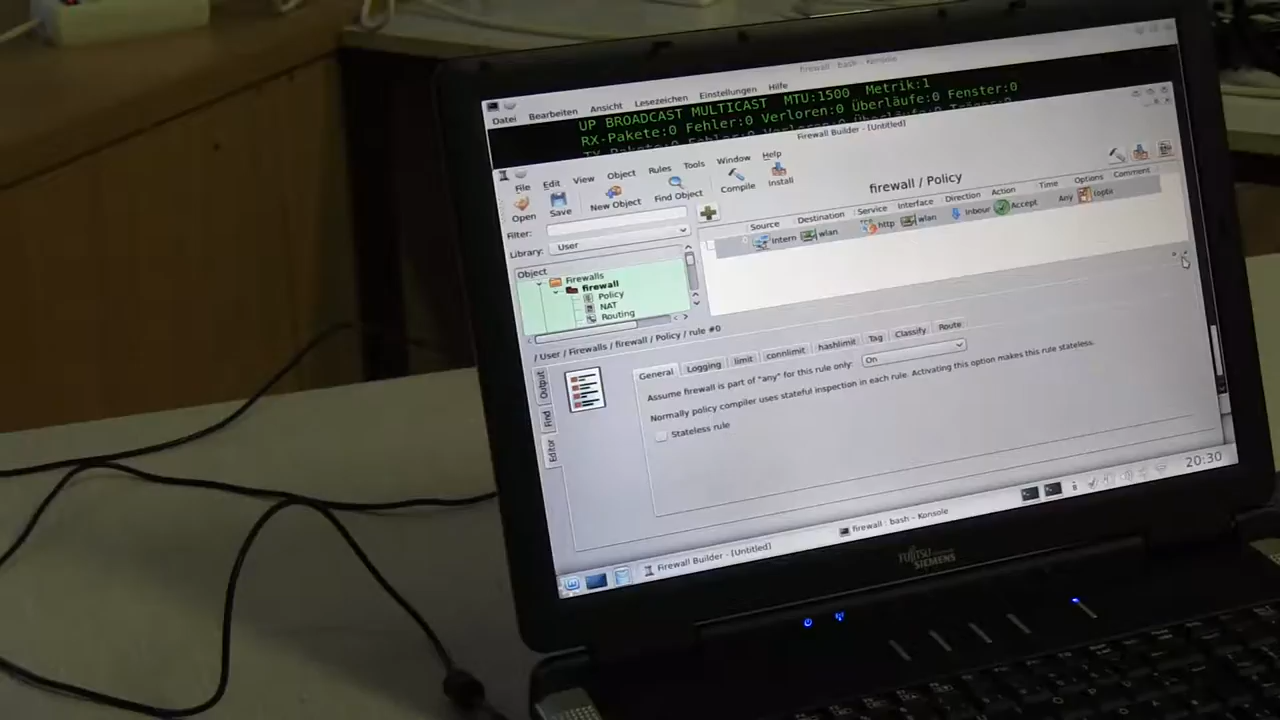 firewall : bash - Konsole
Datei Bearbeiten Ansicht Lesezeichen Einstellungen Hilfe
UP BROADCAST MULTICAST MTU:1500 Metrik:1
RX-Pakete:0 Fehler:0 Verloren:0 Überläufe:0 Fenster:0
Firewall Builder - [Untitled]
File Edit View Object Rules Tools Window Help
Open Save New Object Find Object Compile Install
firewall / Policy
Filter:
Library: User
Source Destination Service Interface Direction Action Time Options Comment
0 Intern wlan TCP http wlan Inbour Accept Any
Object
Firewalls
firewall
Policy
NAT
Routing
/ User / Firewalls / firewall / Policy / rule #0
Output
Find
Editor
General Logging limit connlimit hashlimit Tag Classify Route
Assume firewall is part of "any" for this rule only: On
Normally policy compiler uses stateful inspection in each rule. Activating this option makes this rule stateless.
Stateless rule
20:30
Firewall Builder - [Untitled]
firewall : bash - Konsole
FUJITSU
SIEMENS